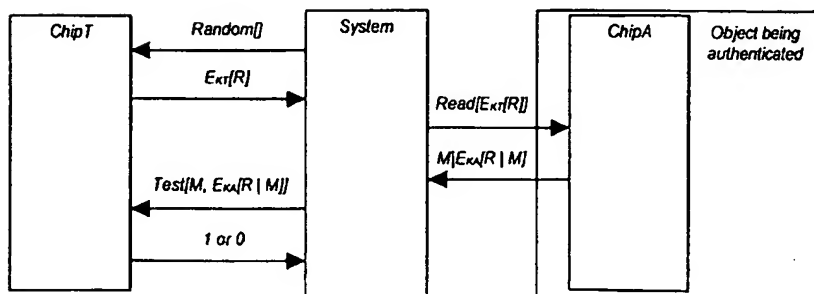 ChipT
System
ChipA
Object being
authenticated
Random[]
E_KT[R]
Read[E_KT[R]]
M|E_KA[R | M]
Test[M, E_KA[R | M]]
1 or 0